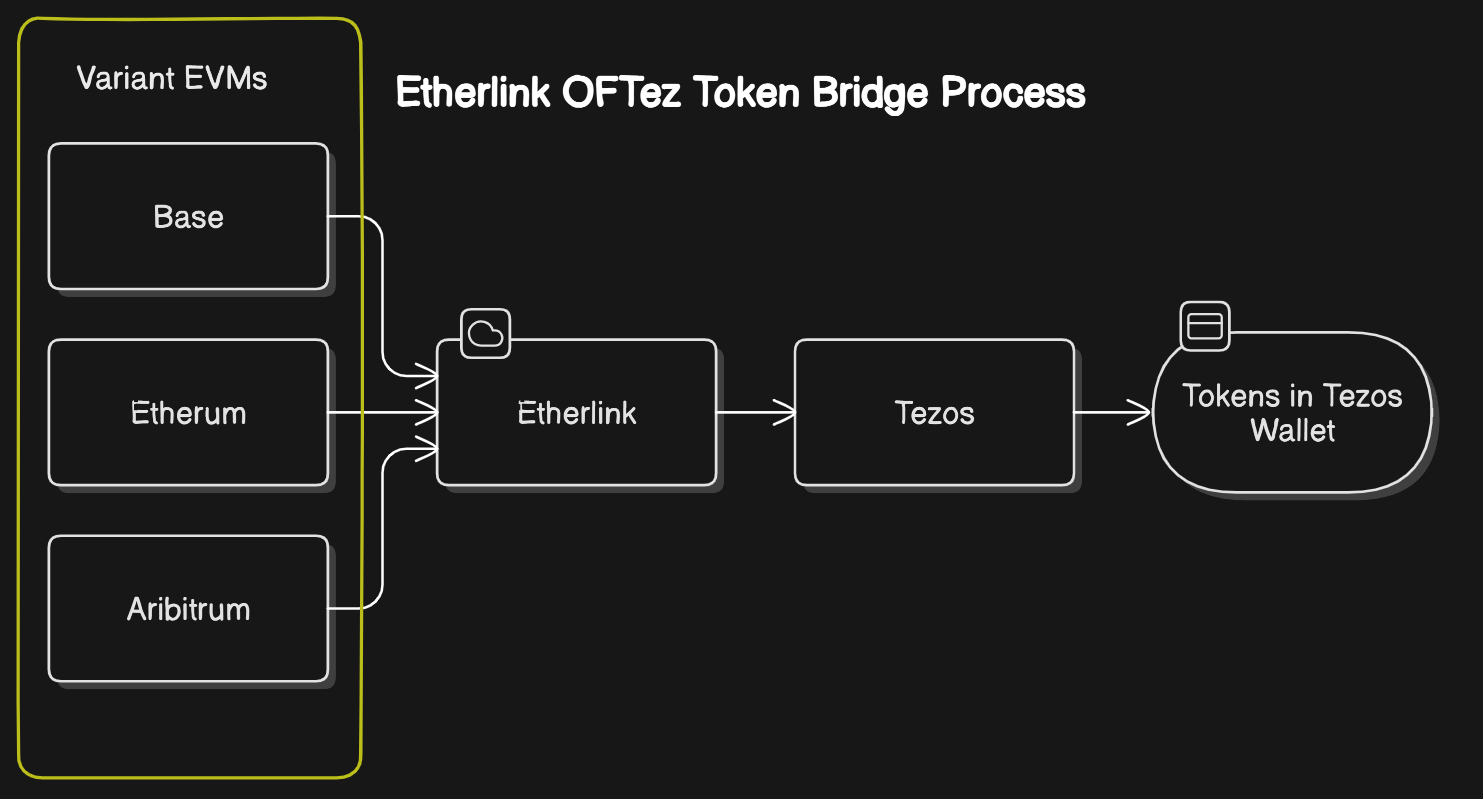 Variant EVMs
Etherlink OFTez Token Bridge Process
Base
Etherum
Aribitrum
Etherlink
Tezos
Tokens in Tezos
Wallet